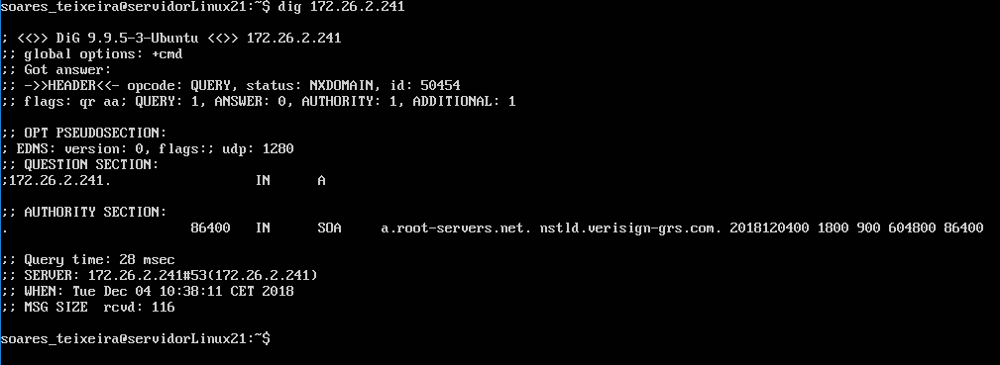 soares_teixeira@servidorLinux21:~$ dig 172.26.2.241
; <<>> DiG 9.9.5-3-Ubuntu <<>> 172.26.2.241
;; global options: +cmd
;; Got answer:
;; ->>HEADER<<- opcode: QUERY, status: NXDOMAIN, id: 50454
;; flags: qr aa; QUERY: 1, ANSWER: 0, AUTHORITY: 1, ADDITIONAL: 1
;; OPT PSEUDOSECTION:
; EDNS: version: 0, flags:; udp: 1280
;; QUESTION SECTION:
;172.26.2.241. IN A
;; AUTHORITY SECTION:
. 86400 IN SOA a.root-servers.net. nstld.verisign-grs.com. 2018120400 1800 900 604800 86400
;; Query time: 28 msec
;; SERVER: 172.26.2.241#53(172.26.2.241)
;; WHEN: Tue Dec 04 10:38:11 CET 2018
;; MSG SIZE rcvd: 116
soares_teixeira@servidorLinux21:~$